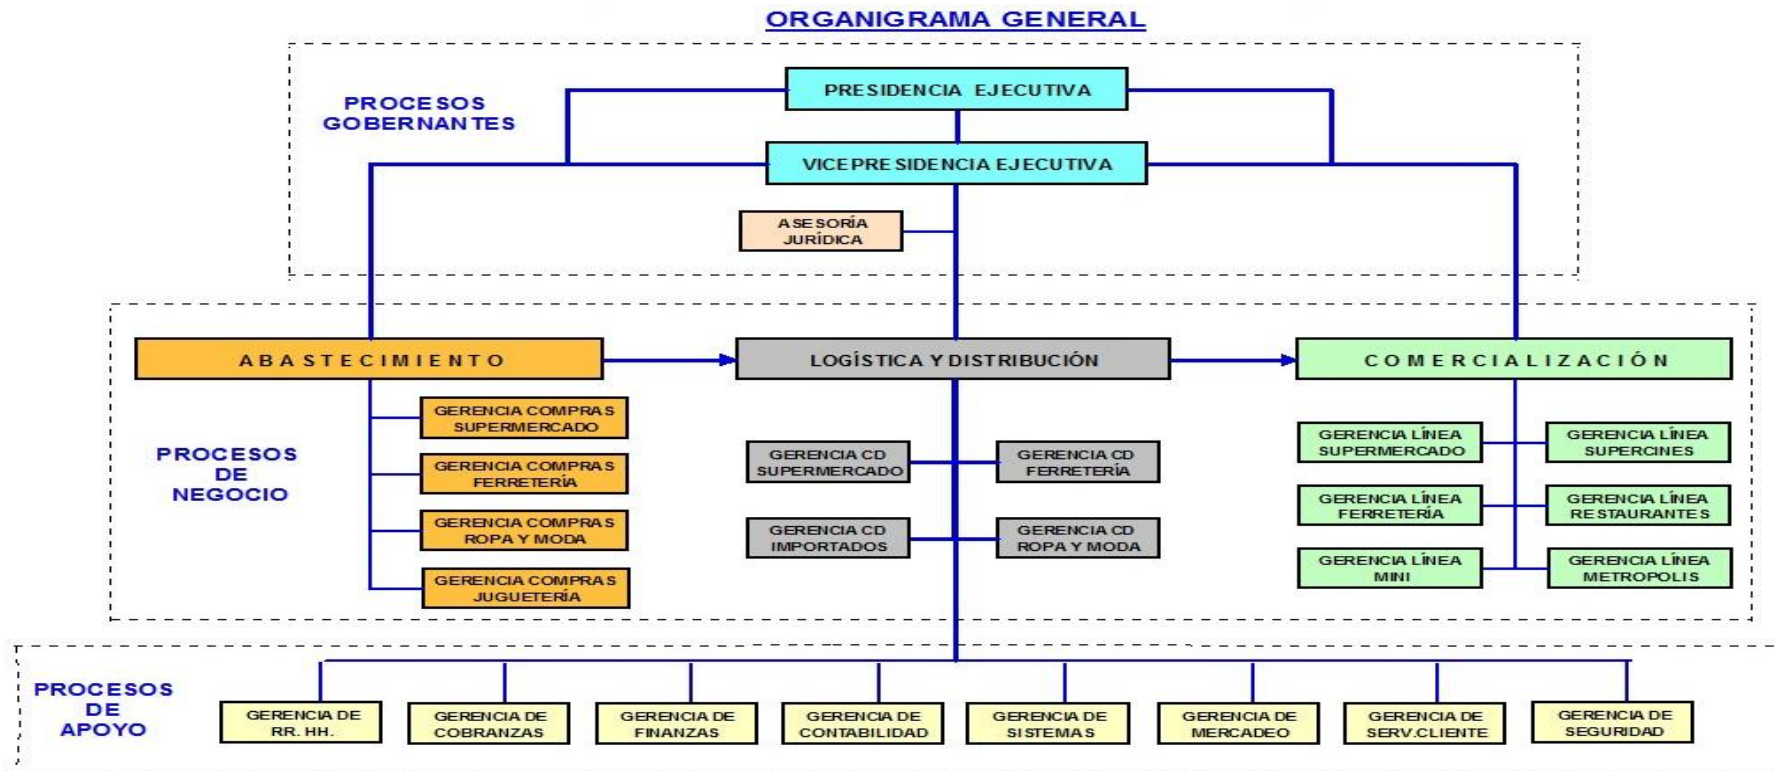 ORGANIGRAMA GENERAL
PROCESOS
GOBERNANTES
PRESIDENCIA EJECUTIVA
VICEPRESIDENCIA EJECUTIVA
ASESORÍA
JURÍDICA
ABASTECIMIENTO
LOGÍSTICA Y DISTRIBUCIÓN
COMERCIALIZACIÓN
PROCESOS
DE
NEGOCIO
GERENCIA COMPRAS
SUPERMERCADO
GERENCIA COMPRAS
FERRETERÍA
GERENCIA COMPRAS
ROPA Y MODA
GERENCIA COMPRAS
JUGUETERÍA
GERENCIA CD
SUPERMERCADO
GERENCIA CD
FERRETERÍA
GERENCIA CD
IMPORTADOS
GERENCIA CD
ROPA Y MODA
GERENCIA LÍNEA
SUPERMERCADO
GERENCIA LÍNEA
SUPERCINES
GERENCIA LÍNEA
FERRETERÍA
GERENCIA LÍNEA
RESTAURANTES
GERENCIA LÍNEA
MINI
GERENCIA LÍNEA
METROPOLIS
PROCESOS
DE
APOYO
GERENCIA DE
RR. HH.
GERENCIA DE
COBRANZAS
GERENCIA DE
FINANZAS
GERENCIA DE
CONTABILIDAD
GERENCIA DE
SISTEMAS
GERENCIA DE
MERCADEO
GERENCIA DE
SERV.CLIENTE
GERENCIA DE
SEGURIDAD